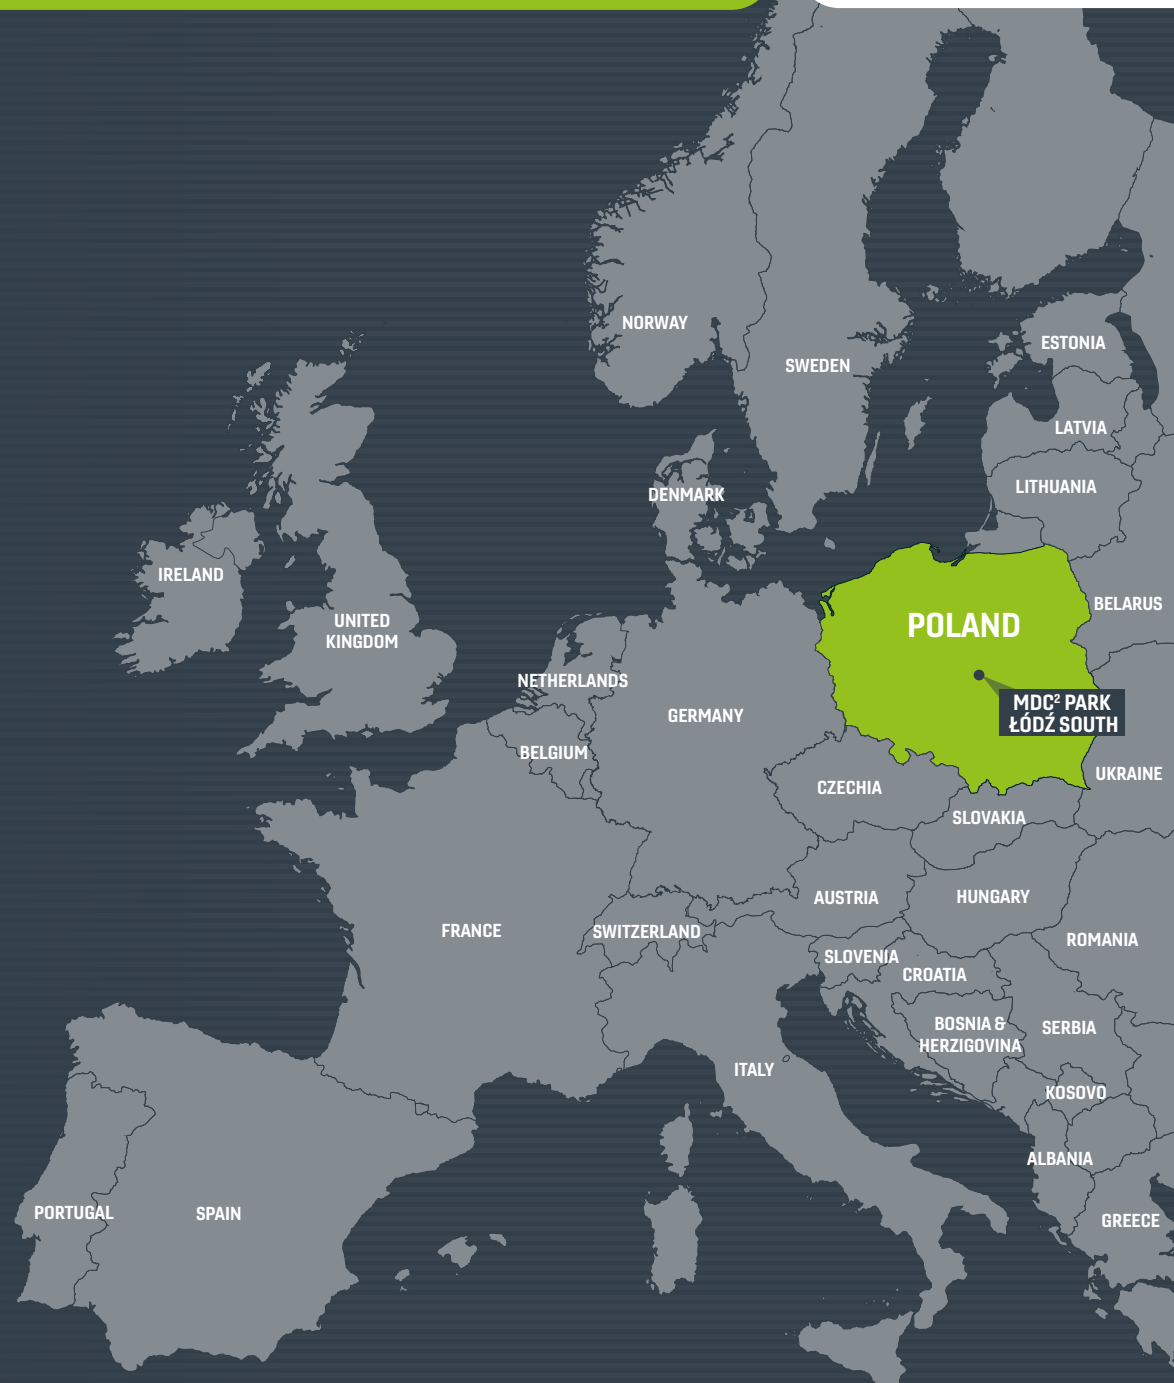 NORWAY
ESTONIA
SWEDEN
LATVIA
LITHUANIA
DENMARK
IRELAND
BELARUS
UNITED
KINGDOM
POLAND
NETHERLANDS
MDC² PARK
ŁÓDŹ SOUTH
GERMANY
BELGIUM
UKRAINE
CZECHIA
SLOVAKIA
AUSTRIA
HUNGARY
FRANCE
SWITZERLAND
ROMANIA
SLOVENIA
CROATIA
BOSNIA &
HERZIGOVINA
SERBIA
ITALY
KOSOVO
ALBANIA
PORTUGAL
SPAIN
GREECE